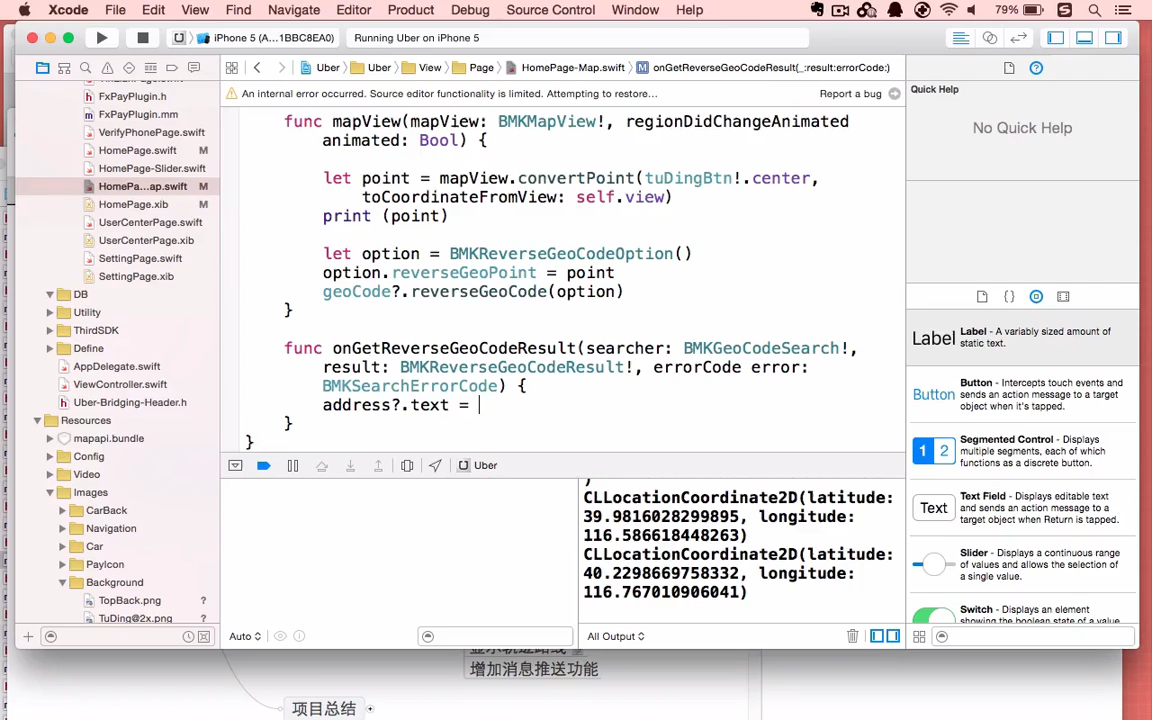 Xcode File Edit View Find Navigate Editor Product Debug Source Control Window Help 79%
iPhone 5 (A...1BBC8EA0) Running Uber on iPhone 5
Uber Uber View Page HomePage-Map.swift M onGetReverseGeoCodeResult(_:result:errorCode:)
An internal error occurred. Source editor functionality is limited. Attempting to restore... Report a bug
FxPayPlugin.h
FxPayPlugin.mm
VerifyPhonePage.swift
HomePage.swift M
HomePage-Slider.swift
HomePa...ap.swift M
HomePage.xib M
UserCenterPage.swift
UserCenterPage.xib
SettingPage.swift
SettingPage.xib
DB
Utility
ThirdSDK
Define
AppDelegate.swift
ViewController.swift
Uber-Bridging-Header.h
Resources
mapapi.bundle
Config
Video
Images
CarBack
Navigation
Car
PayIcon
Background
TopBack.png ?
TuDing@2x.png ?
func mapView(mapView: BMKMapView!, regionDidChangeAnimated
animated: Bool) {
let point = mapView.convertPoint(tuDingBtn!.center,
toCoordinateFromView: self.view)
print (point)
let option = BMKReverseGeoCodeOption()
option.reverseGeoPoint = point
geoCode?.reverseGeoCode(option)
}
func onGetReverseGeoCodeResult(searcher: BMKGeoCodeSearch!,
result: BMKReverseGeoCodeResult!, errorCode error:
BMKSearchErrorCode) {
address?.text =
}
}
Uber
)
CLLocationCoordinate2D(latitude:
39.9816028299895, longitude:
116.586618448263)
CLLocationCoordinate2D(latitude:
40.2298669758332, longitude:
116.767010906041)
Auto
All Output
Quick Help
No Quick Help
Label
Label - A variably sized amount of
static text.
Button
Button - Intercepts touch events and
sends an action message to a target
object when it's tapped.
1 2
Segmented Control - Displays
multiple segments, each of which
functions as a discrete button.
Text
Text Field - Displays editable text
and sends an action message to a
target object when Return is tapped.
Slider - Displays a continuous range
of values and allows the selection of
a single value.
Switch - Displays an element
showing the boolean state of a value
显示轨迹路线
增加消息推送功能
项目总结